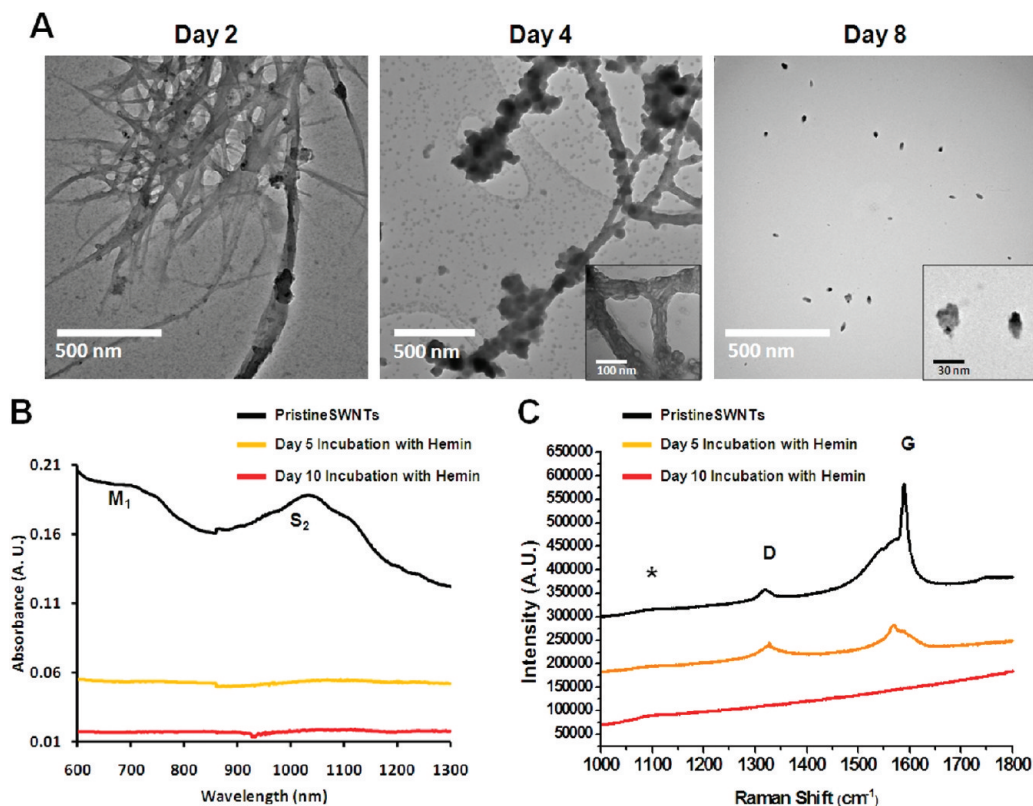 A
Day 2
Day 4
Day 8
500 nm
500 nm
100 nm
30 nm
B
PristineSWNTs
Day 5 Incubation with Hemin
Day 10 Incubation with Hemin
0.21
0.16
0.11
0.06
0.01
Absorbance (A. U.)
M1
S2
600 700 800 900 1000 1100 1200 1300
Wavelength (nm)
C
PristineSWNTs
Day 5 Incubation with Hemin
Day 10 Incubation with Hemin
G
D
*
650000
600000
550000
500000
450000
400000
350000
300000
250000
200000
150000
100000
50000
Intensity (A.U.)
1000 1100 1200 1300 1400 1500 1600 1700 1800
Raman Shift (cm-1)